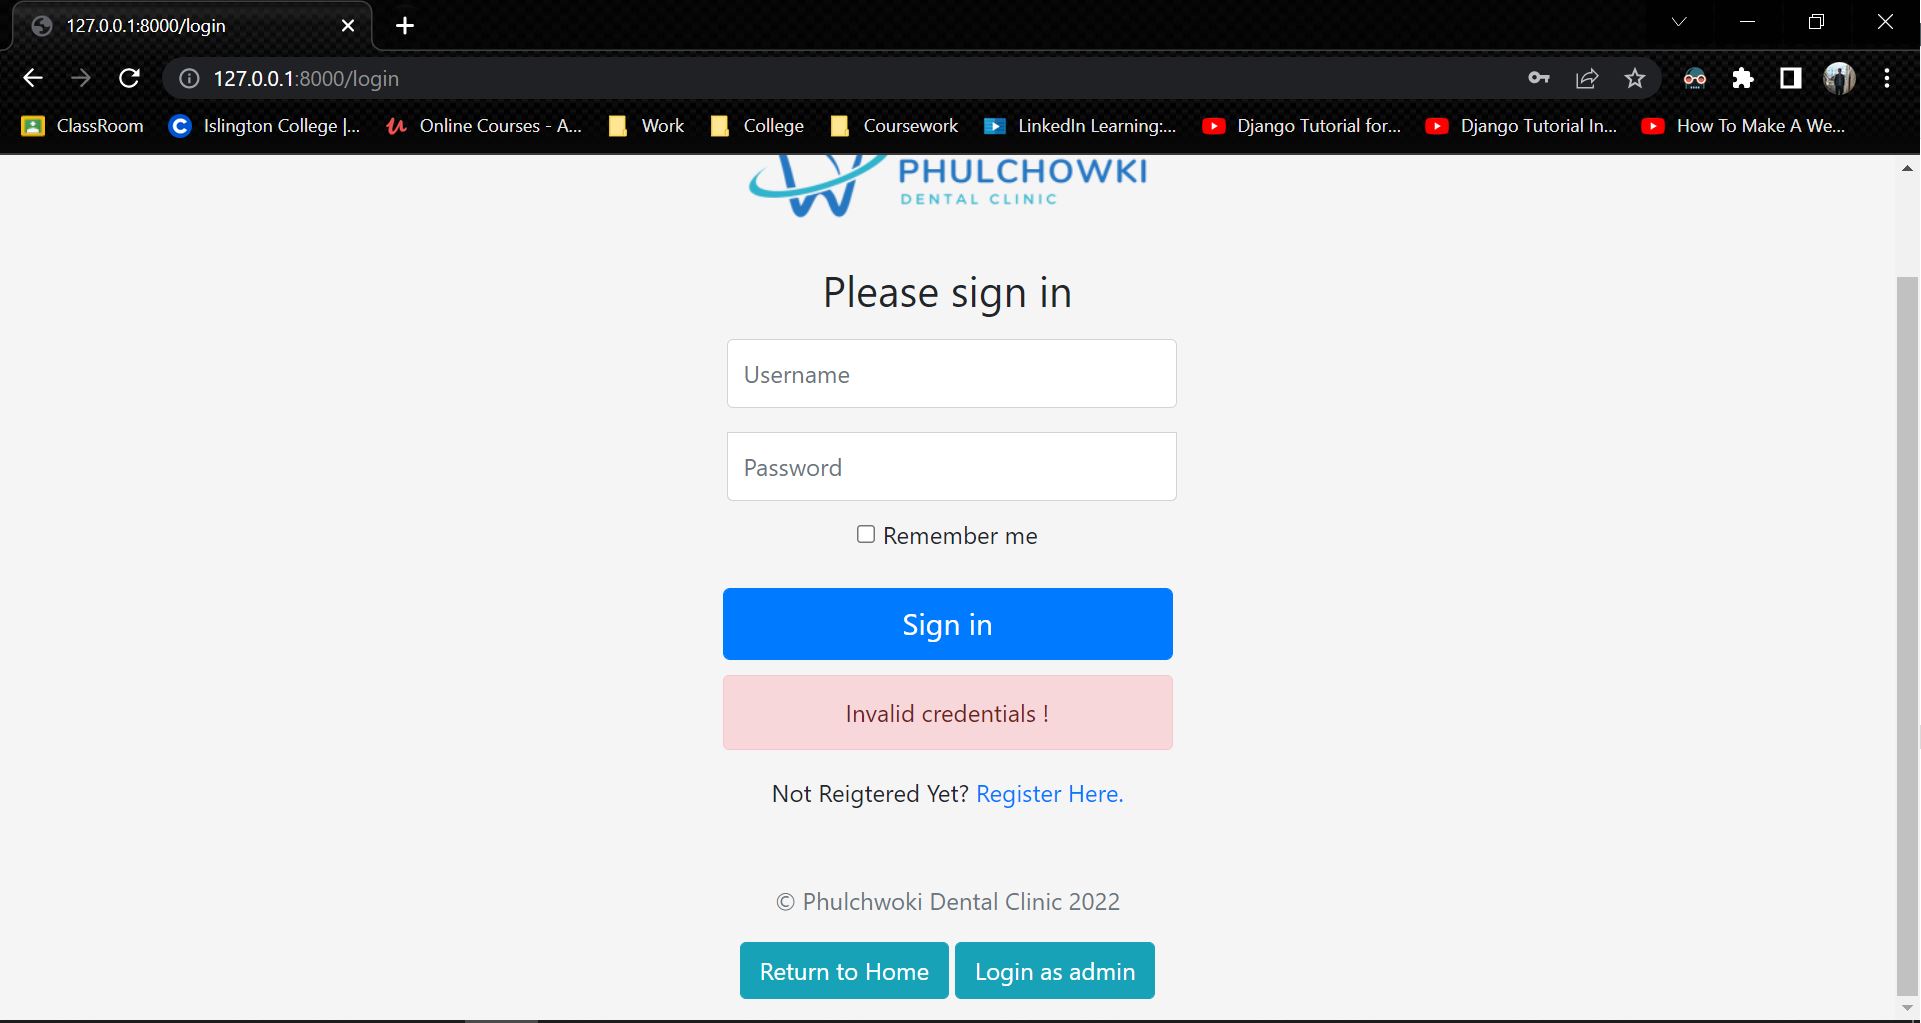 127.0.0.1:8000/login
127.0.0.1:8000/login
ClassRoom Islington College |... Online Courses - A... Work College Coursework LinkedIn Learning:... Django Tutorial for... Django Tutorial In... How To Make A We...
PHULCHOWKI
DENTAL CLINIC
Please sign in
Username
Password
Remember me
Sign in
Invalid credentials !
Not Reigtered Yet? Register Here.
© Phulchwoki Dental Clinic 2022
Return to Home Login as admin